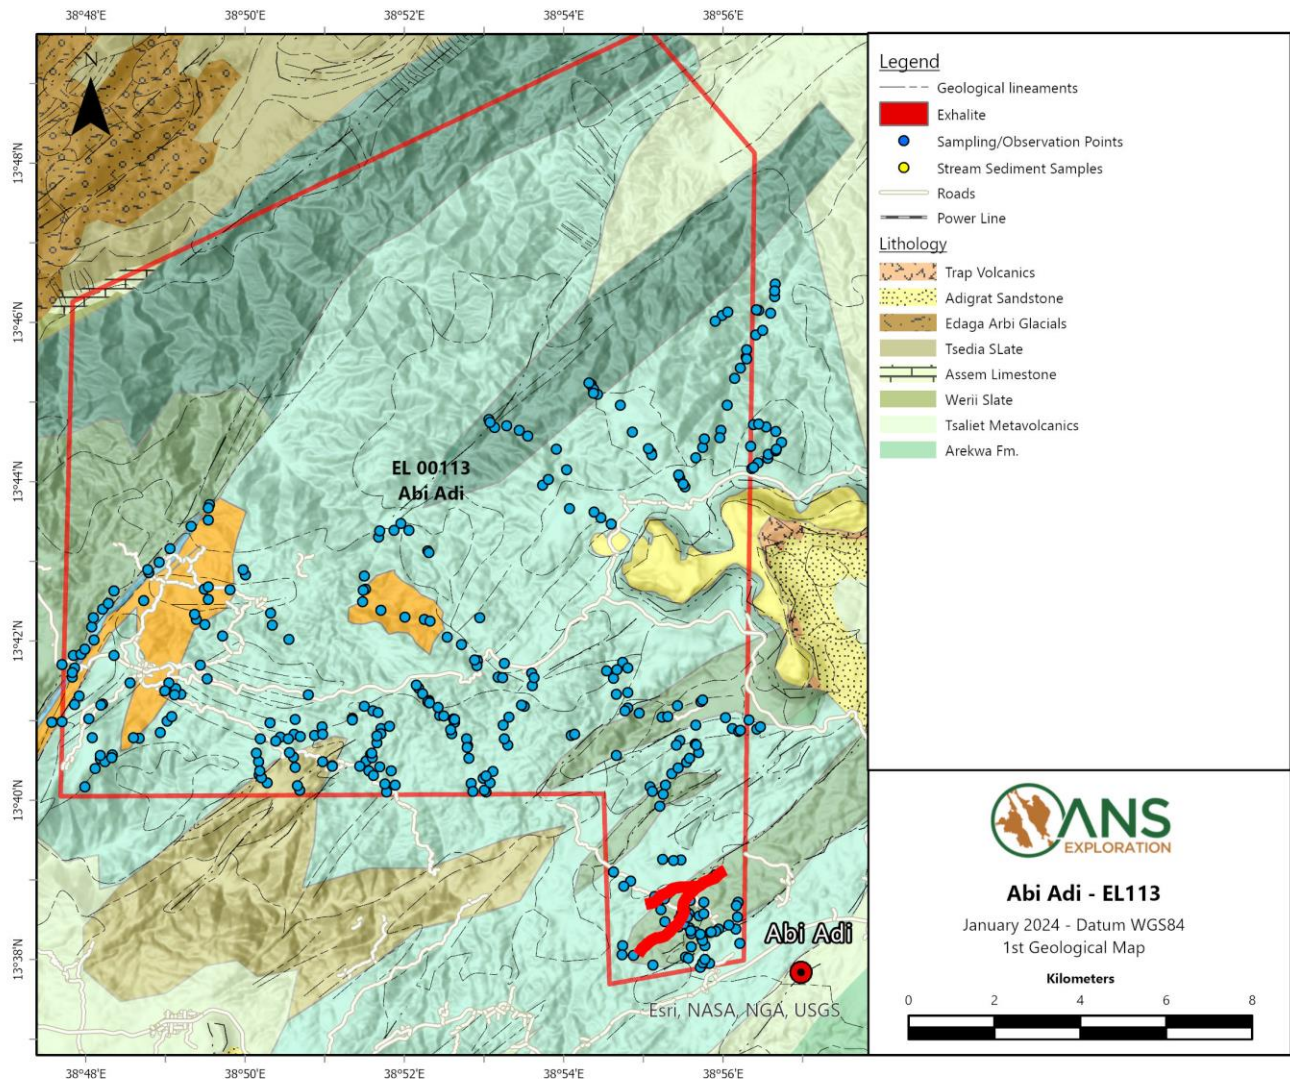 38°48'E 38°50'E 38°52'E 38°54'E 38°56'E
N
13°48'N
13°46'N
13°44'N
13°42'N
13°40'N
13°38'N
EL 00113
Abi Adi
Abi Adi
Esri, NASA, NGA, USGS
38°48'E 38°50'E 38°52'E 38°54'E 38°56'E
Legend
Geological lineaments
Exhalite
Sampling/Observation Points
Stream Sediment Samples
Roads
Power Line
Lithology
Trap Volcanics
Adigrat Sandstone
Edaga Arbi Glacials
Tsedia SLate
Assem Limestone
Werii Slate
Tsaliet Metavolcanics
Arekwa Fm.
ANS
EXPLORATION
Abi Adi - EL113
January 2024 - Datum WGS84
1st Geological Map
Kilometers
0 2 4 6 8